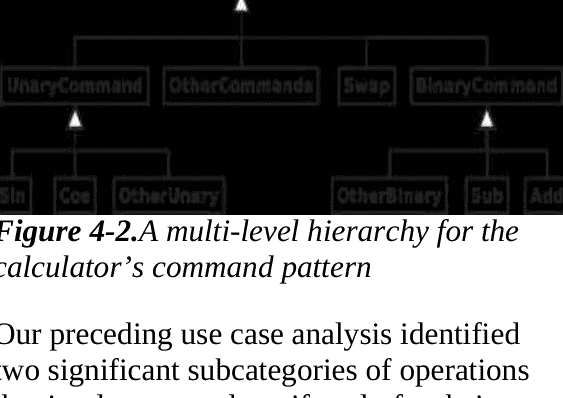 UnaryCommand OtherCommands Swap BinaryCommand
Sin Cos OtherUnary OtherBinary Sub Add
Figure 4-2.A multi-level hierarchy for the
calculator’s command pattern
Our preceding use case analysis identified
two significant subcategories of operations